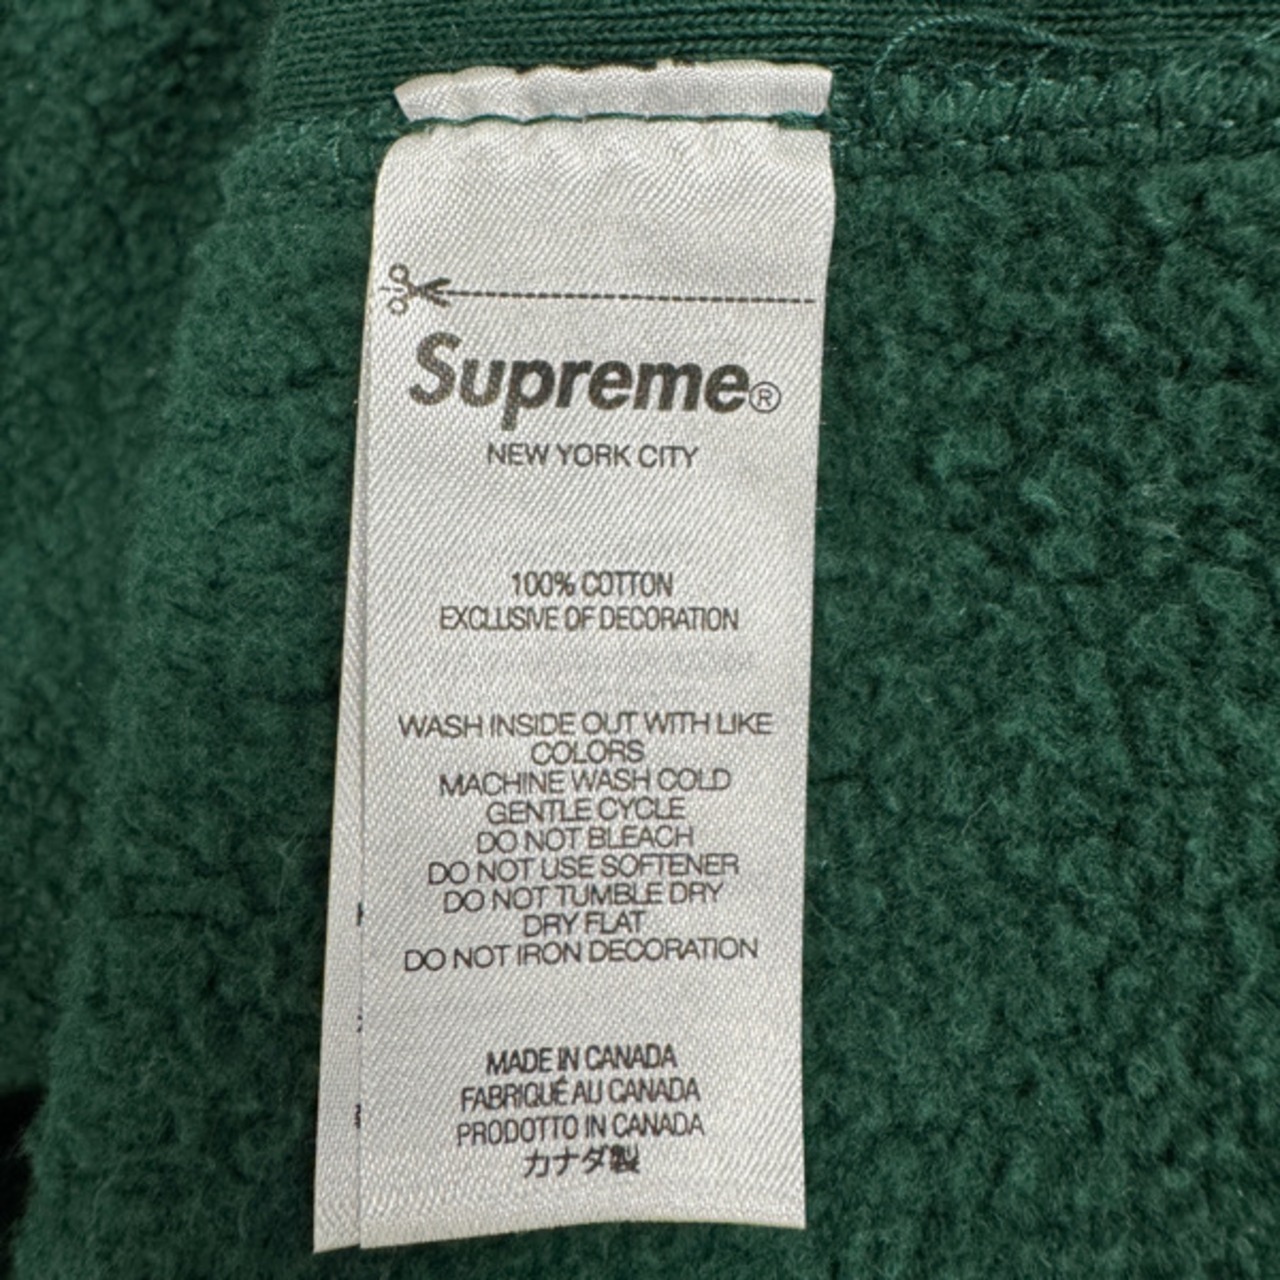 Supreme®
NEW YORK CITY
100% COTTON
EXCLUSIVE OF DECORATION
WASH INSIDE OUT WITH LIKE
COLORS
MACHINE WASH COLD
GENTLE CYCLE
DO NOT BLEACH
DO NOT USE SOFTENER
DO NOT TUMBLE DRY
DRY FLAT
DO NOT IRON DECORATION
MADE IN CANADA
FABRIQUÉ AU CANADA
PRODOTTO IN CANADA
カナダ製